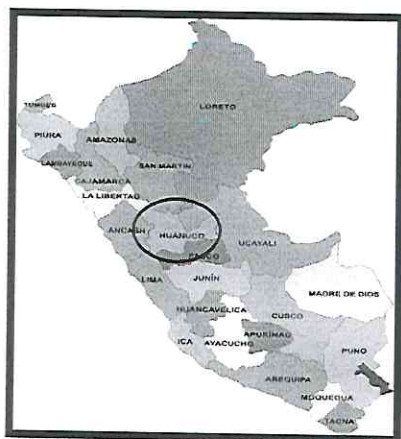 LORETO
TUMBES
PIURA
AMAZONAS
LAMBAYEQUE
SAN MARTIN
CAJAMARCA
LA LIBERTAD
ANCASH
HUANUCO
UCAYALI
PASCO
LIMA
JUNÍN
MADRE DE DIOS
HUANCAVELICA
CUSCO
APURIMAC
ICA
AYACUCHO
PUNO
AREQUIPA
MOQUEGUA
TACNA